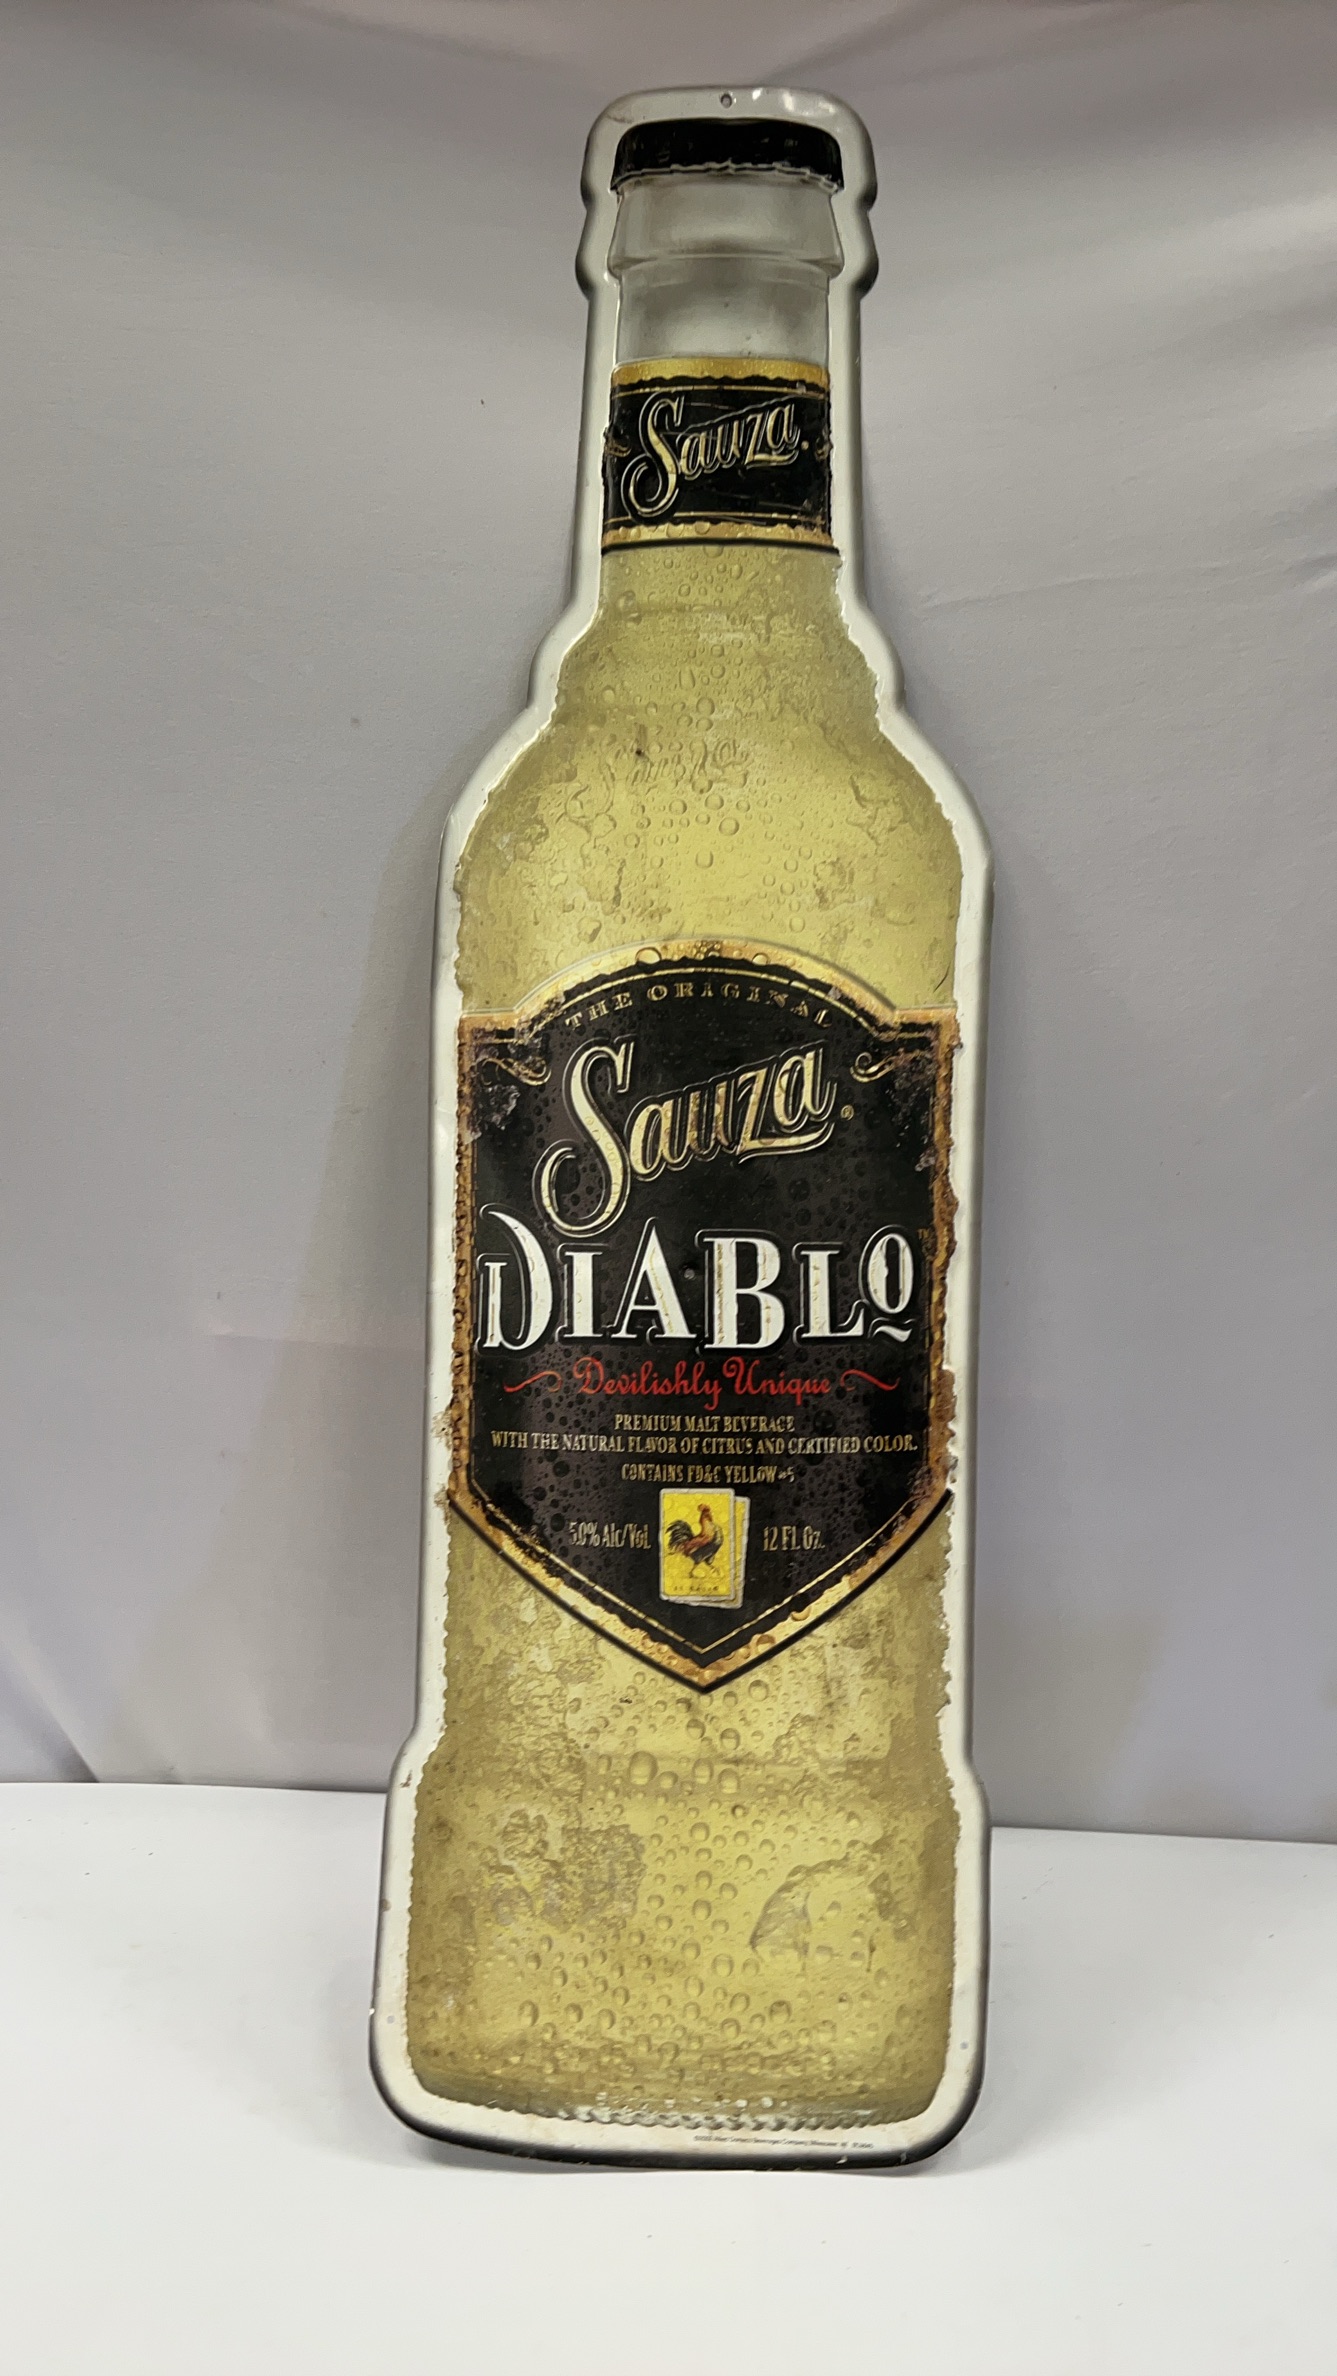 Sauza
THE ORIGINAL
Sauza®
DIABLO™
Devilishly Unique
PREMIUM MALT BEVERAGE
WITH THE NATURAL FLAVOR OF CITRUS AND CERTIFIED COLOR.
CONTAINS FD&C YELLOW #5
5.0% Alc/Vol 12 Fl. Oz.